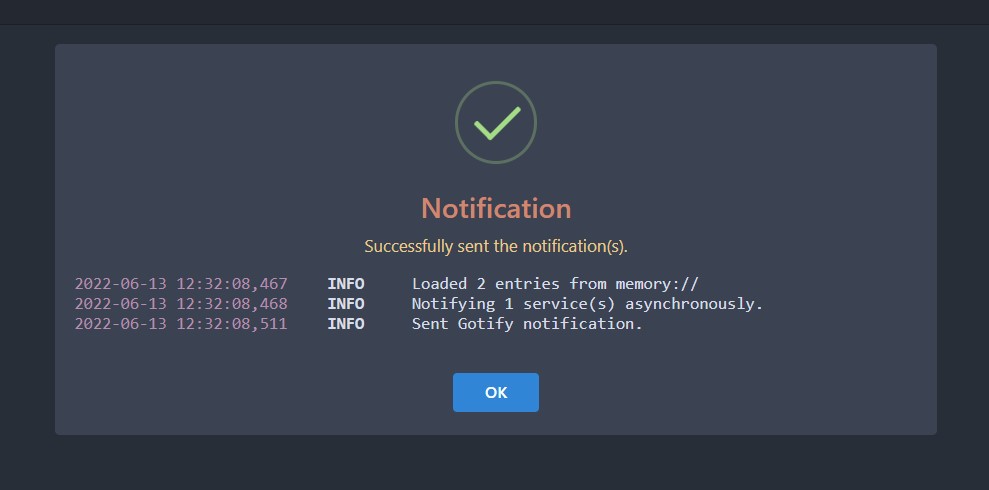 Notification
Successfully sent the notification(s).
2022-06-13 12:32:08,467 INFO Loaded 2 entries from memory://
2022-06-13 12:32:08,468 INFO Notifying 1 service(s) asynchronously.
2022-06-13 12:32:08,511 INFO Sent Gotify notification.
OK